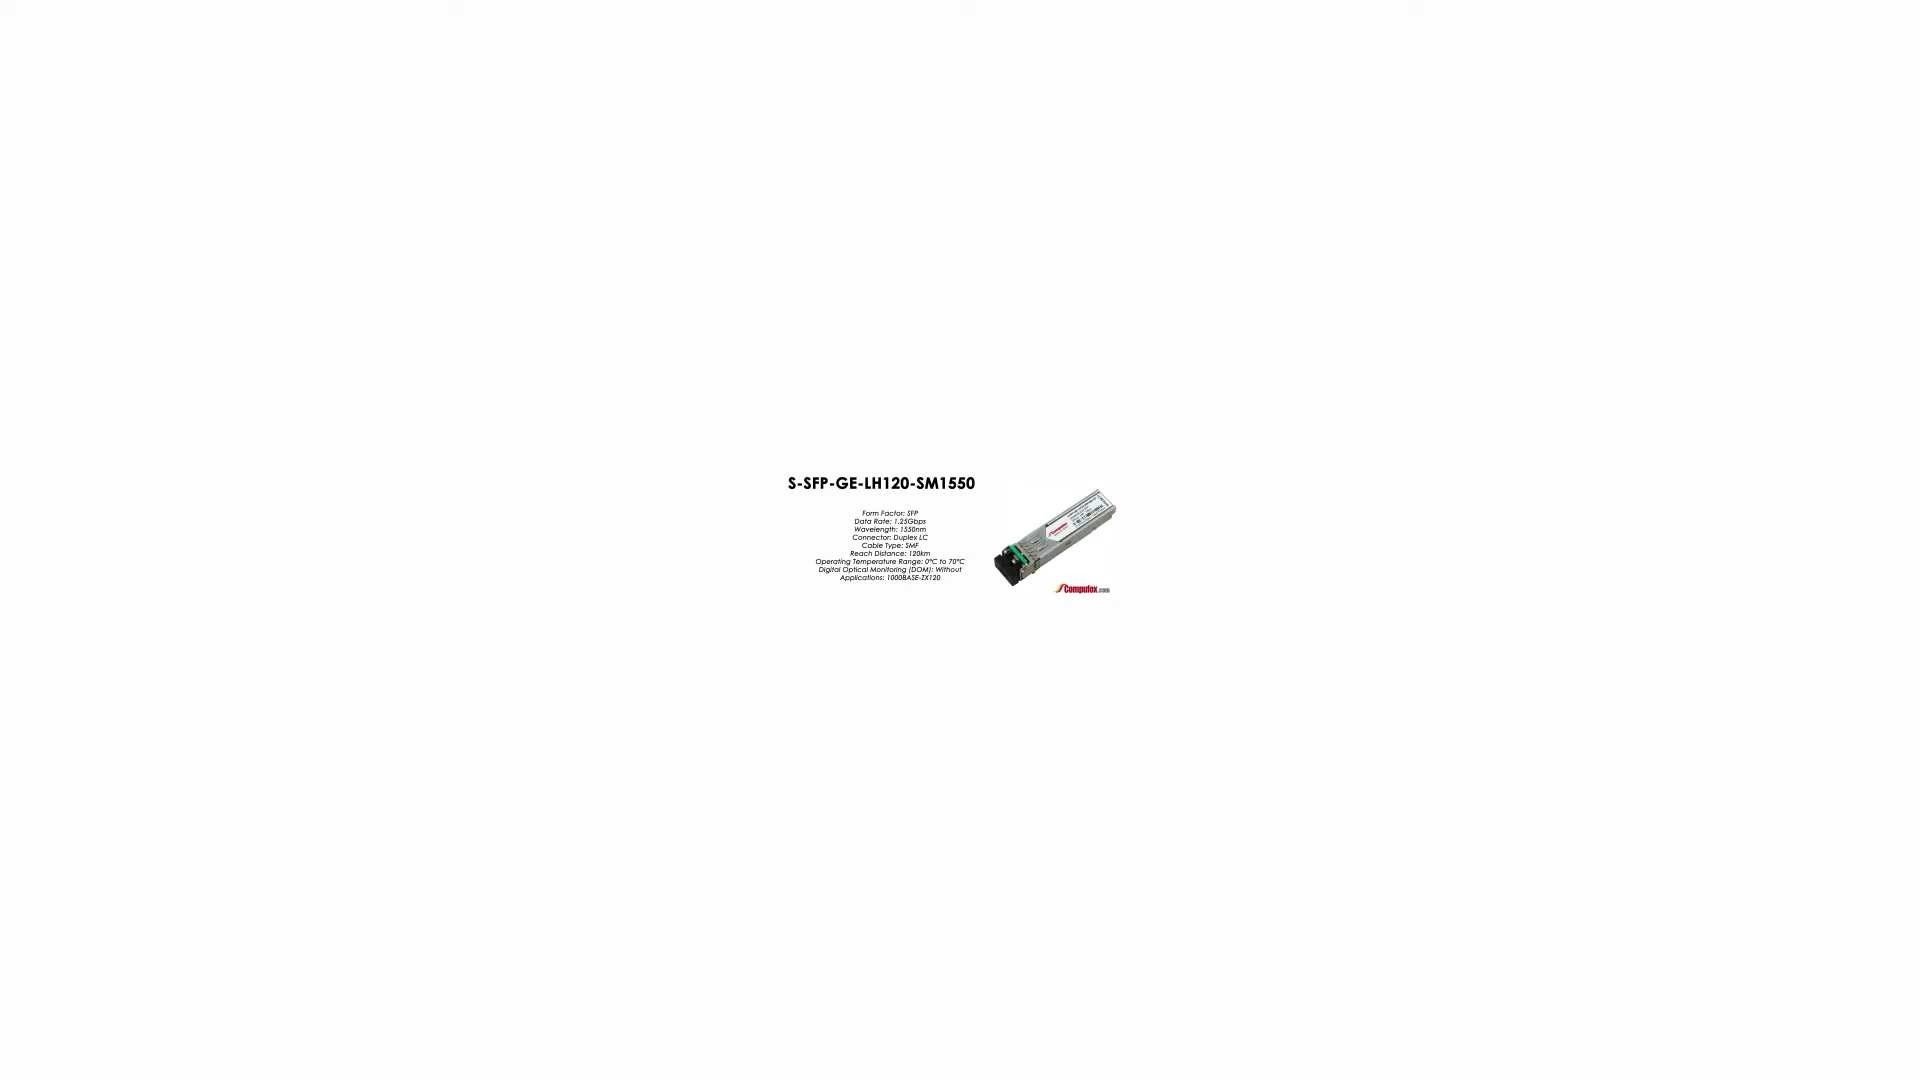 S-SFP-GE-LH120-SM1550
Form Factor: SFP
Data Rate: 1.25Gbps
Wavelength: 1550nm
Connector: Duplex LC
Cable Type: SMF
Reach Distance: 120km
Operating Temperature Range: 0°C to 70°C
Digital Optical Monitoring (DOM): Without
Applications: 1000BASE-ZX120
Compufox
Compufox.com